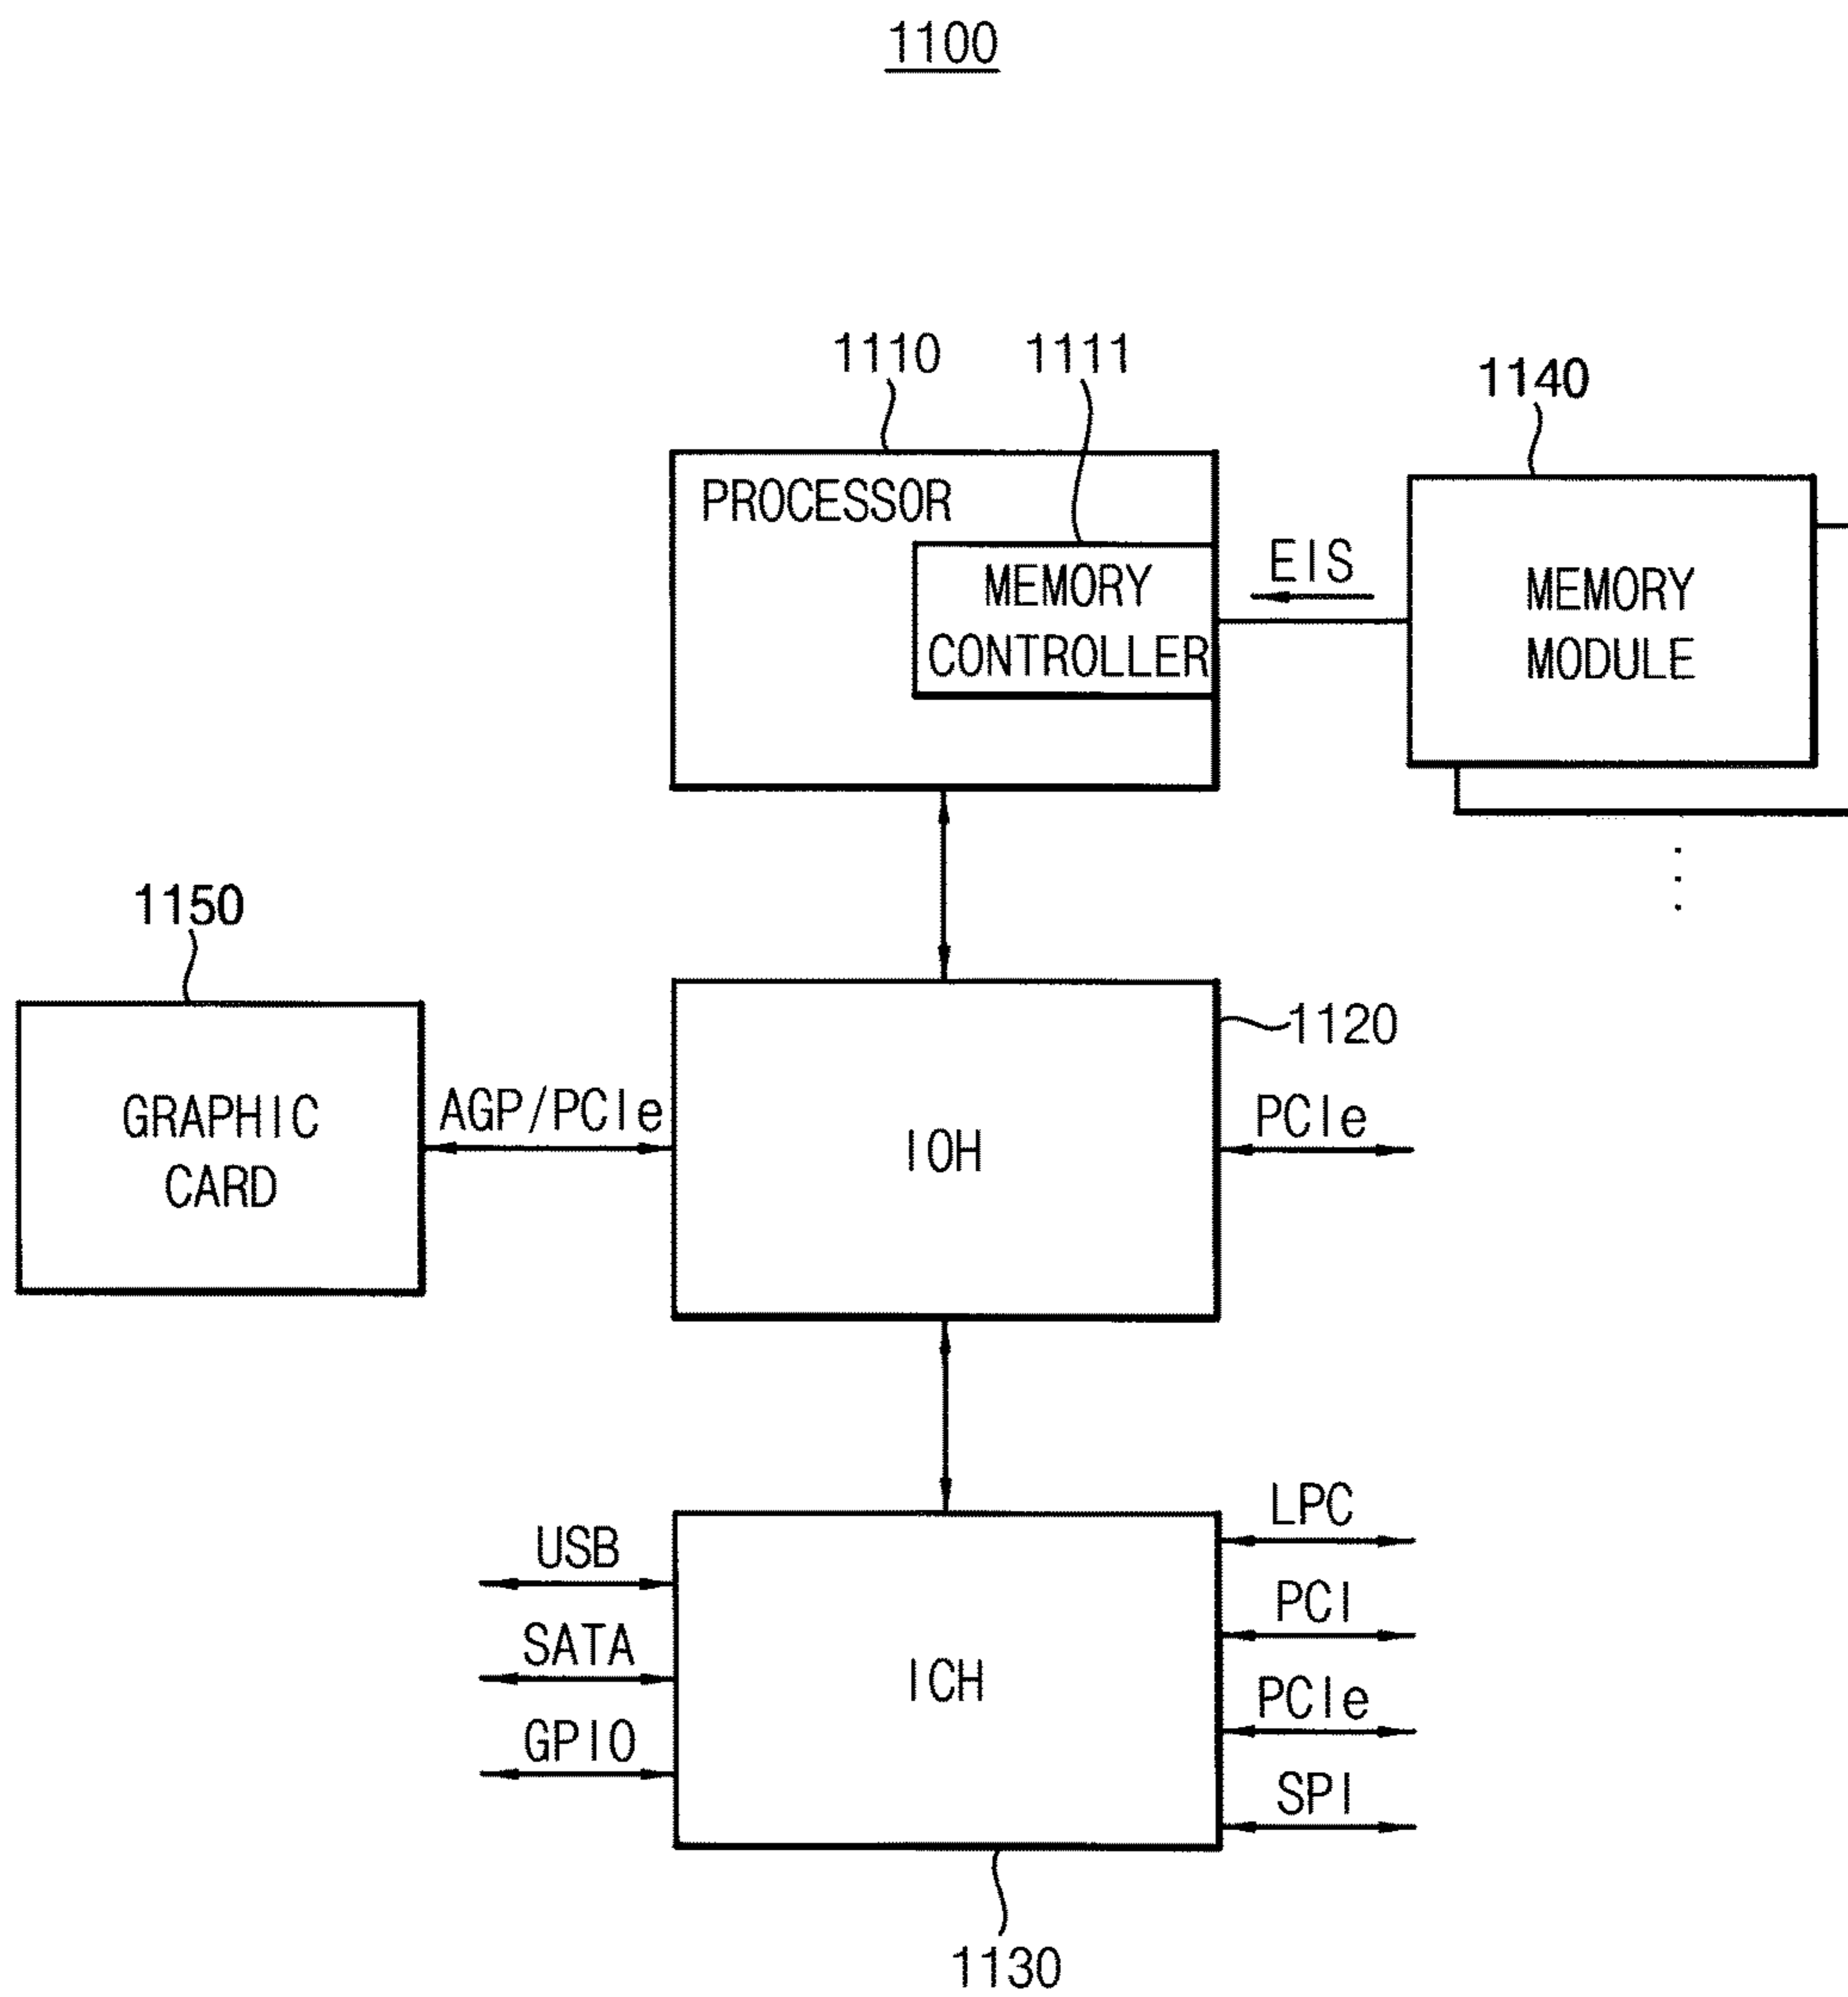 1100
1110
1111
1140
PROCESSOR
MEMORY
CONTROLLER
EIS
MEMORY
MODULE
1150
1120
GRAPHIC
CARD
AGP/PCIe
IOH
PCIe
USB
SATA
GPIO
ICH
LPC
PCI
PCIe
SPI
1130